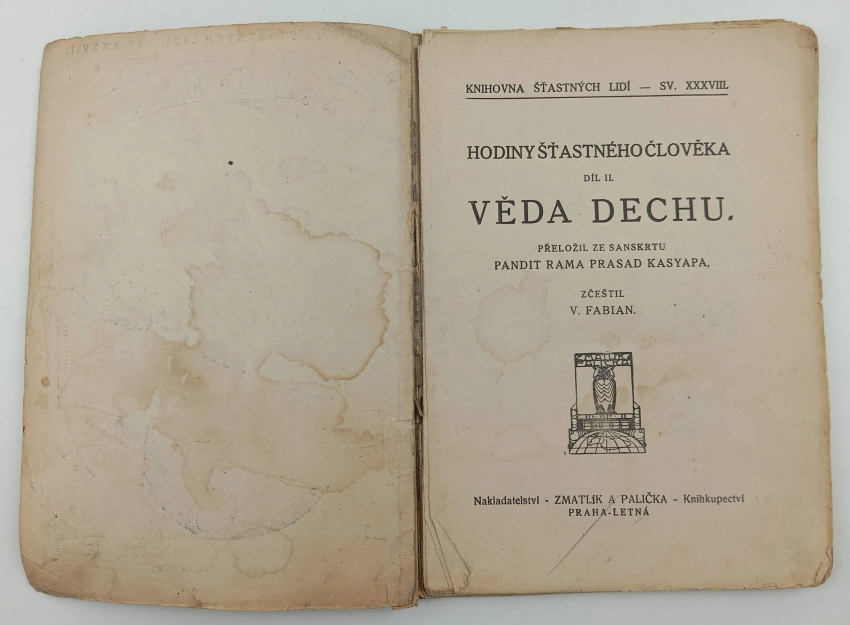 KNIHOVNA ŠŤASTNÝCH LIDÍ — SV. XXXVIII.
HODINY ŠŤASTNÉHO ČLOVĚKA
DÍL II.
VĚDA DECHU.
PŘELOŽIL ZE SANSKRTU
PANDIT RAMA PRASAD KASYAPA,
ZČEŠTIL
V. FABIAN.
ZMATLÍK
PALIČKA
Nakladatelství - ZMATLÍK A PALIČKA - Knihkupectví
PRAHA-LETNÁ